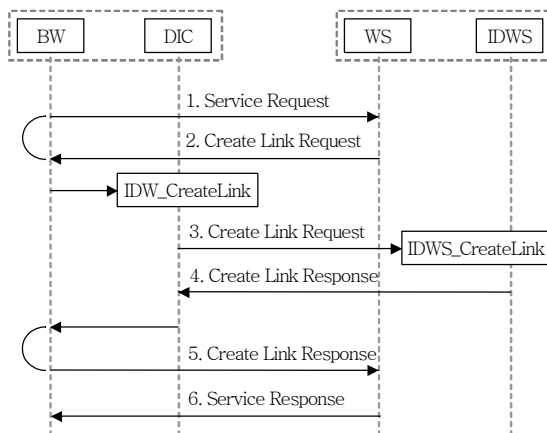 BW
DIC
WS
IDWS
1. Service Request
2. Create Link Request
IDW_CreateLink
3. Create Link Request
IDWS_CreateLink
4. Create Link Response
5. Create Link Response
6. Service Response